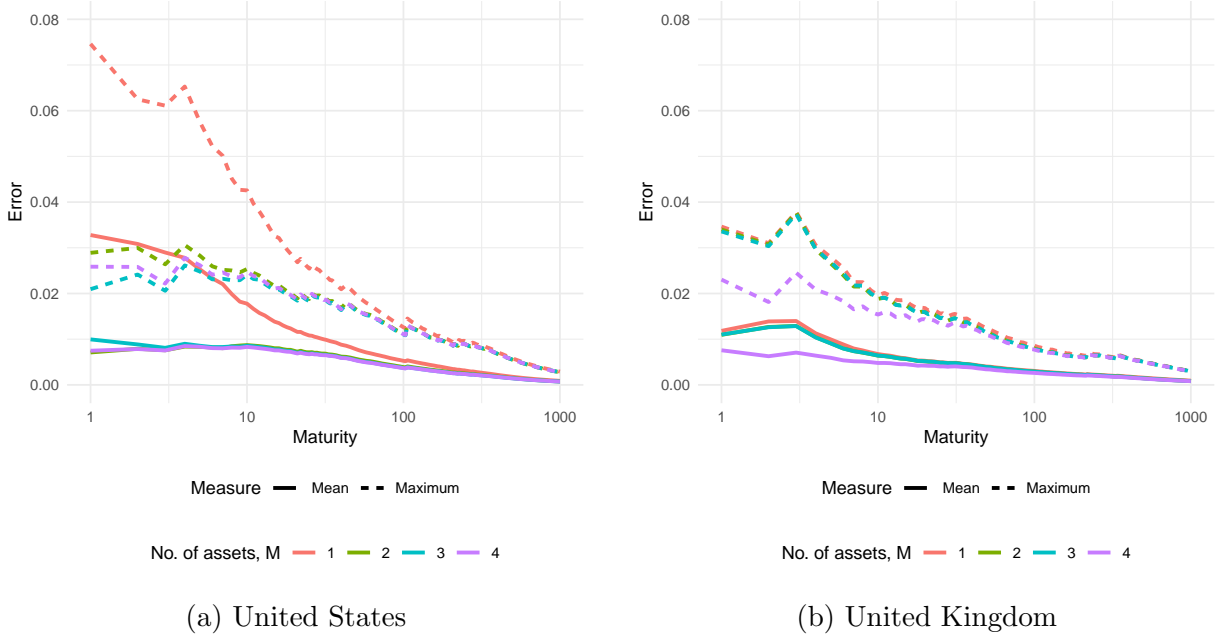 0.08
0.06
0.04
0.02
0.00
Error
1 10 100 1000
Maturity
Measure Mean Maximum
No. of assets, M 1 2 3 4
(a) United States
0.08
0.06
0.04
0.02
0.00
Error
1 10 100 1000
Maturity
Measure Mean Maximum
No. of assets, M 1 2 3 4
(b) United Kingdom